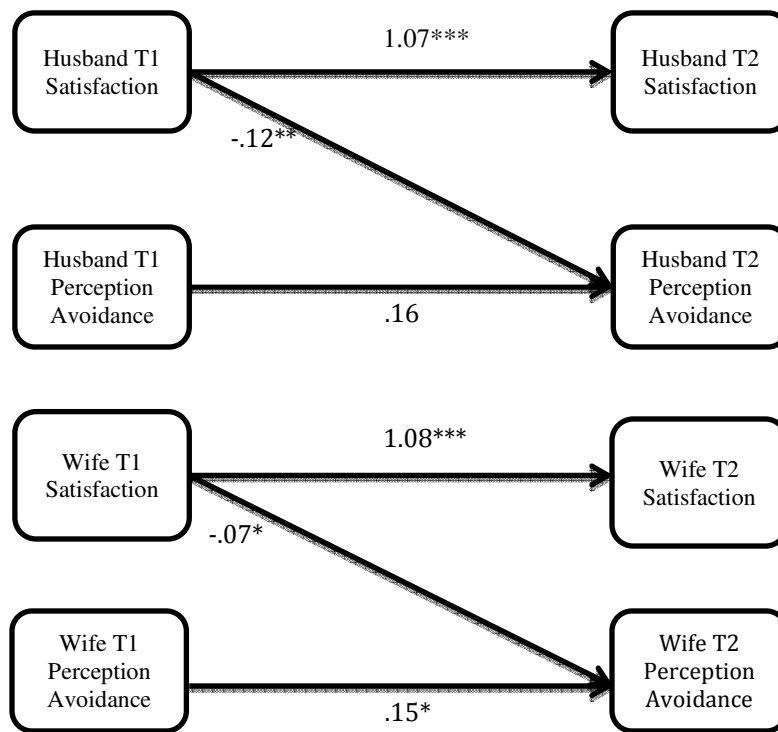 Husband T1
Satisfaction
1.07***
Husband T2
Satisfaction
-.12**
Husband T1
Perception
Avoidance
.16
Husband T2
Perception
Avoidance
Wife T1
Satisfaction
1.08***
Wife T2
Satisfaction
-.07*
Wife T1
Perception
Avoidance
.15*
Wife T2
Perception
Avoidance